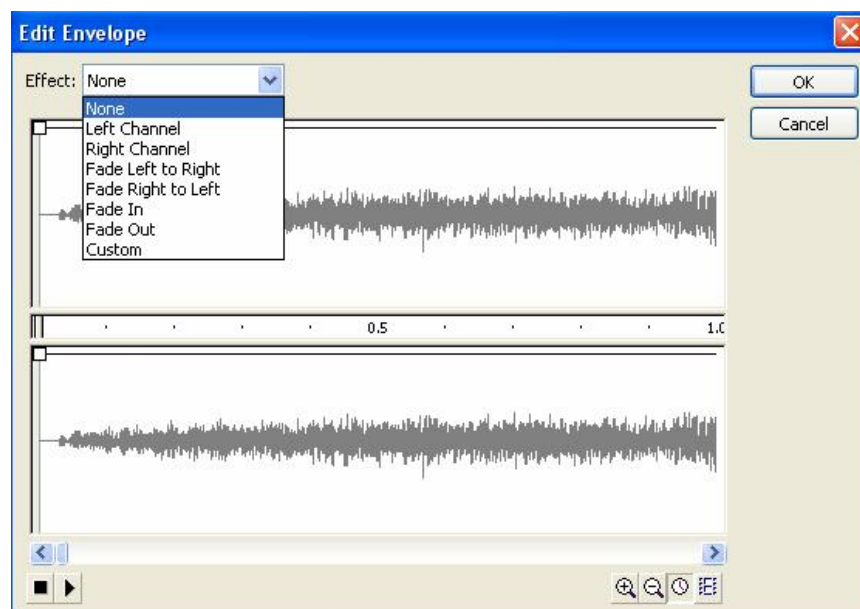 Edit Envelope
Effect: None
OK
Cancel
None
Left Channel
Right Channel
Fade Left to Right
Fade Right to Left
Fade In
Fade Out
Custom
0.5 1.0